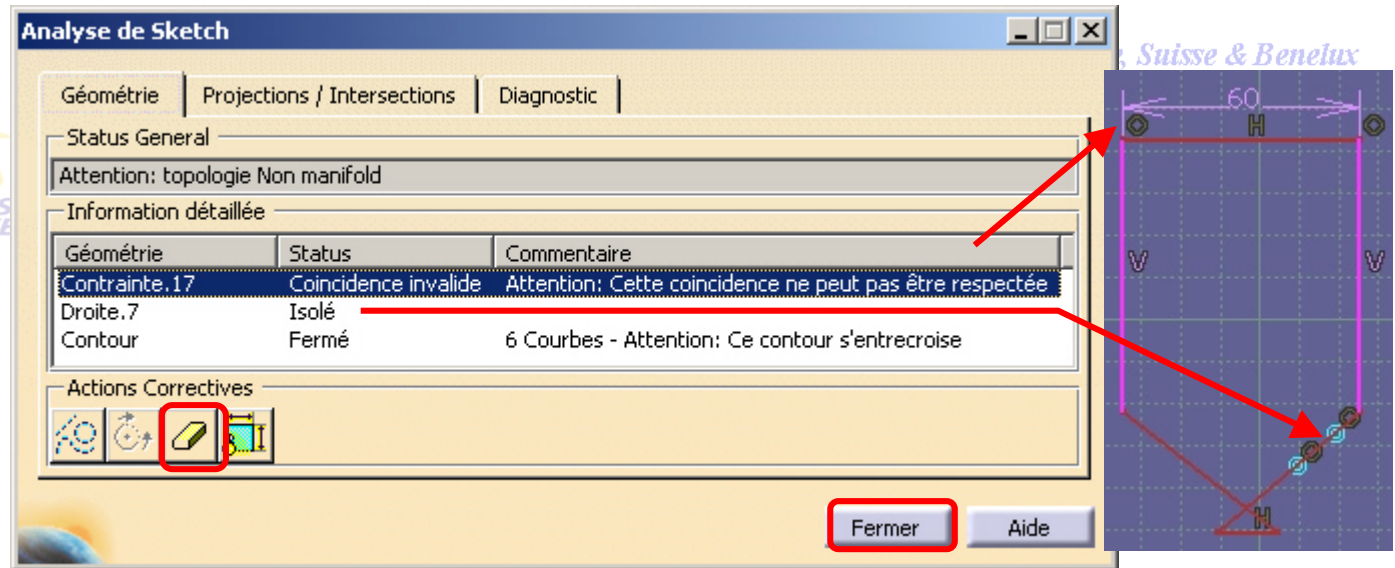 Analyse de Sketch
, Suisse & Benelux
Géométrie Projections / Intersections Diagnostic
Status General
Attention: topologie Non manifold
Information détaillée
Géométrie Status Commentaire
Contrainte.17 Coincidence invalide Attention: Cette coincidence ne peut pas être respectée
Droite.7 Isolé
Contour Fermé 6 Courbes - Attention: Ce contour s'entrecroise
Actions Correctives
Fermer Aide
60
H
V V
H